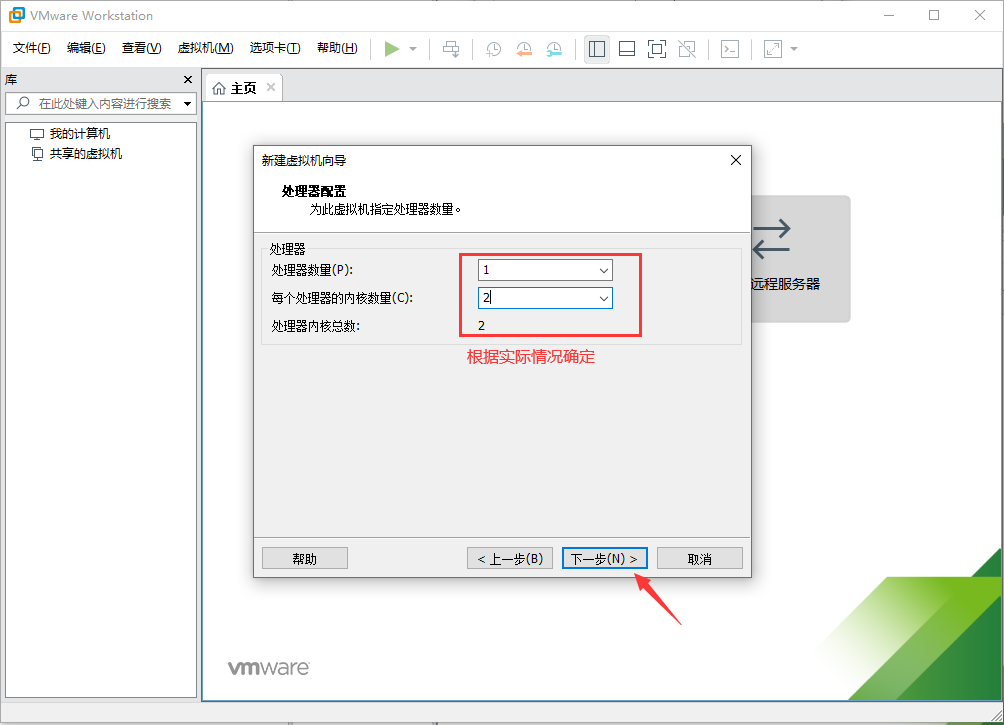 VMware Workstation
文件(F) 编辑(E) 查看(V) 虚拟机(M) 选项卡(T) 帮助(H)
库
主页
在此处键入内容进行搜索
我的计算机
共享的虚拟机
新建虚拟机向导
处理器配置
为此虚拟机指定处理器数量。
处理器
处理器数量(P): 1
每个处理器的内核数量(C): 2
处理器内核总数: 2
根据实际情况确定
远程服务器
帮助 < 上一步(B) 下一步(N) > 取消
vmware